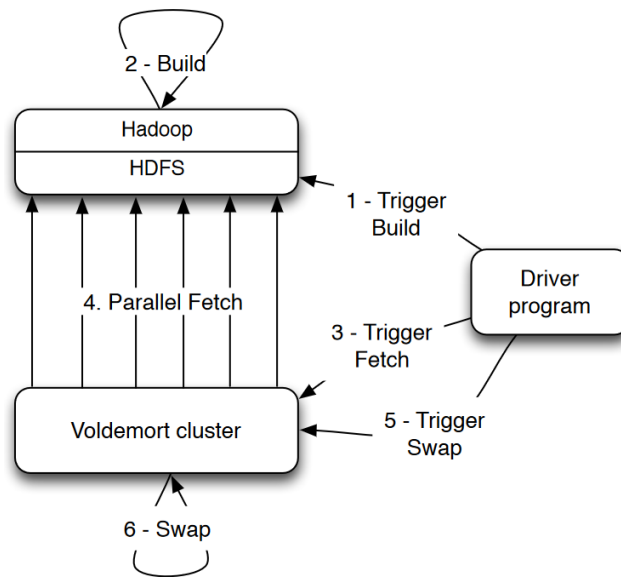 2 - Build
Hadoop
HDFS
1 - Trigger
Build
Driver
program
4. Parallel Fetch
3 - Trigger
Fetch
Voldemort cluster
5 - Trigger
Swap
6 - Swap